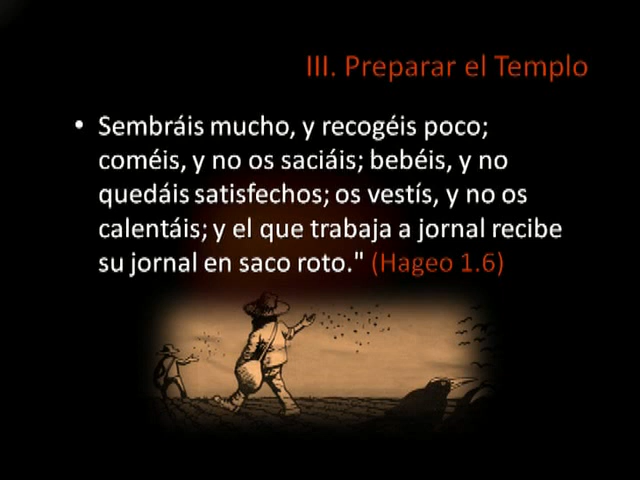 III. Preparar el Templo
• Sembráis mucho, y recogéis poco;
coméis, y no os saciáis; bebéis, y no
quedáis satisfechos; os vestís, y no os
calentáis; y el que trabaja a jornal recibe
su jornal en saco roto." (Hageo 1.6)